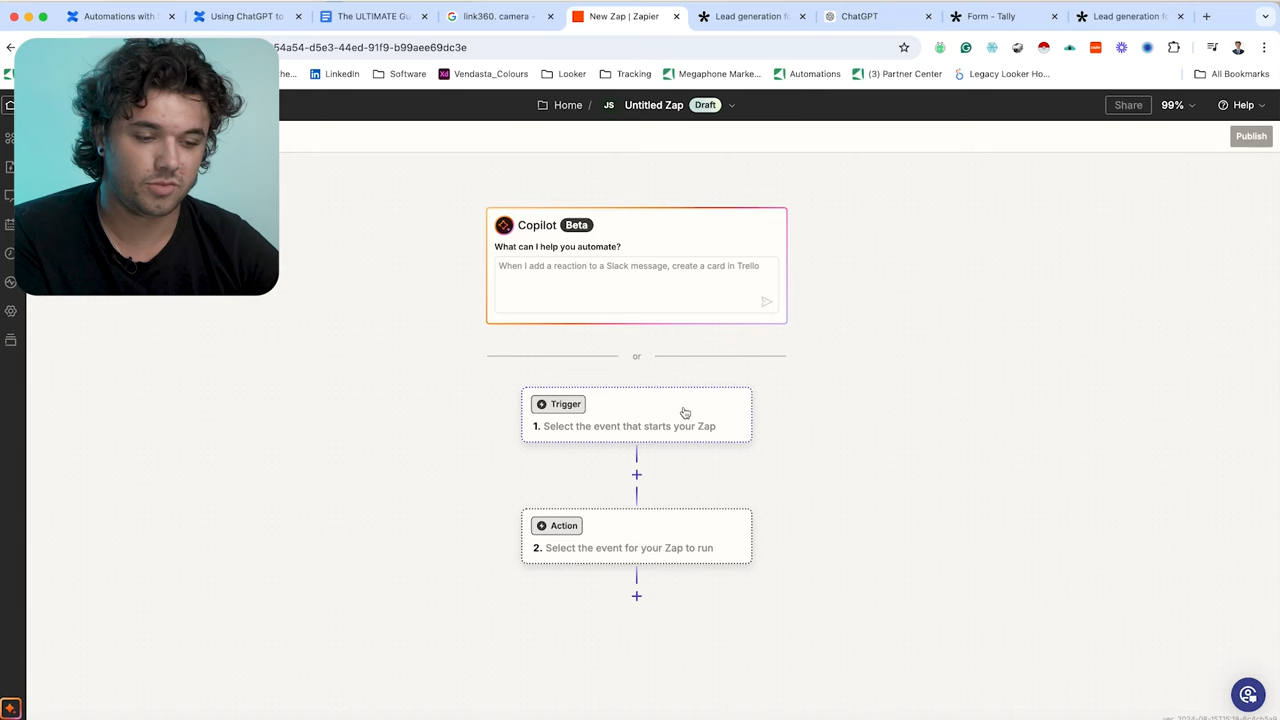 Automations with
Using ChatGPT to
The ULTIMATE Gu
link360. camera -
New Zap | Zapier
Lead generation fo
ChatGPT
Form - Tally
Lead generation fo
54a54-d5e3-44ed-91f9-b99aee69dc3e
the...
LinkedIn
Software
Vendasta_Colours
Looker
Tracking
Megaphone Marke...
Automations
(3) Partner Center
Legacy Looker Ho...
All Bookmarks
Home /
JS
Untitled Zap
Draft
Share
99%
Help
Publish
Copilot
Beta
What can I help you automate?
When I add a reaction to a Slack message, create a card in Trello
or
Trigger
1. Select the event that starts your Zap
Action
2. Select the event for your Zap to run